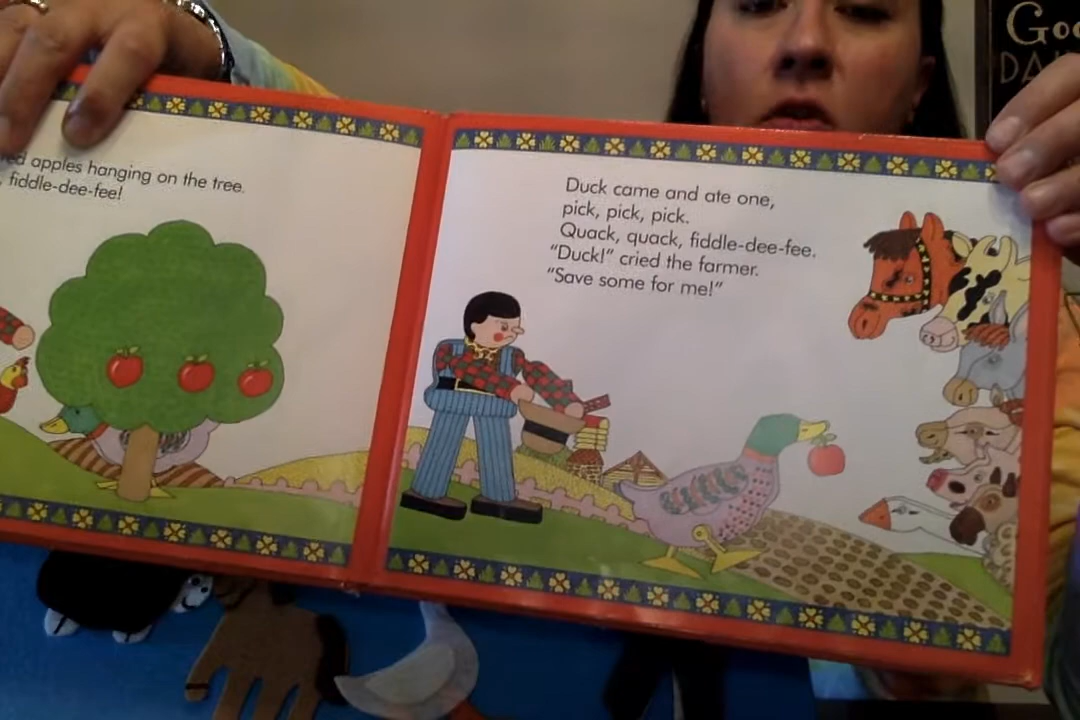 apples hanging on the tree.
fiddle-dee-fee!
Duck came and ate one,
pick, pick, pick.
Quack, quack, fiddle-dee-fee.
"Duck!" cried the farmer.
"Save some for me!"